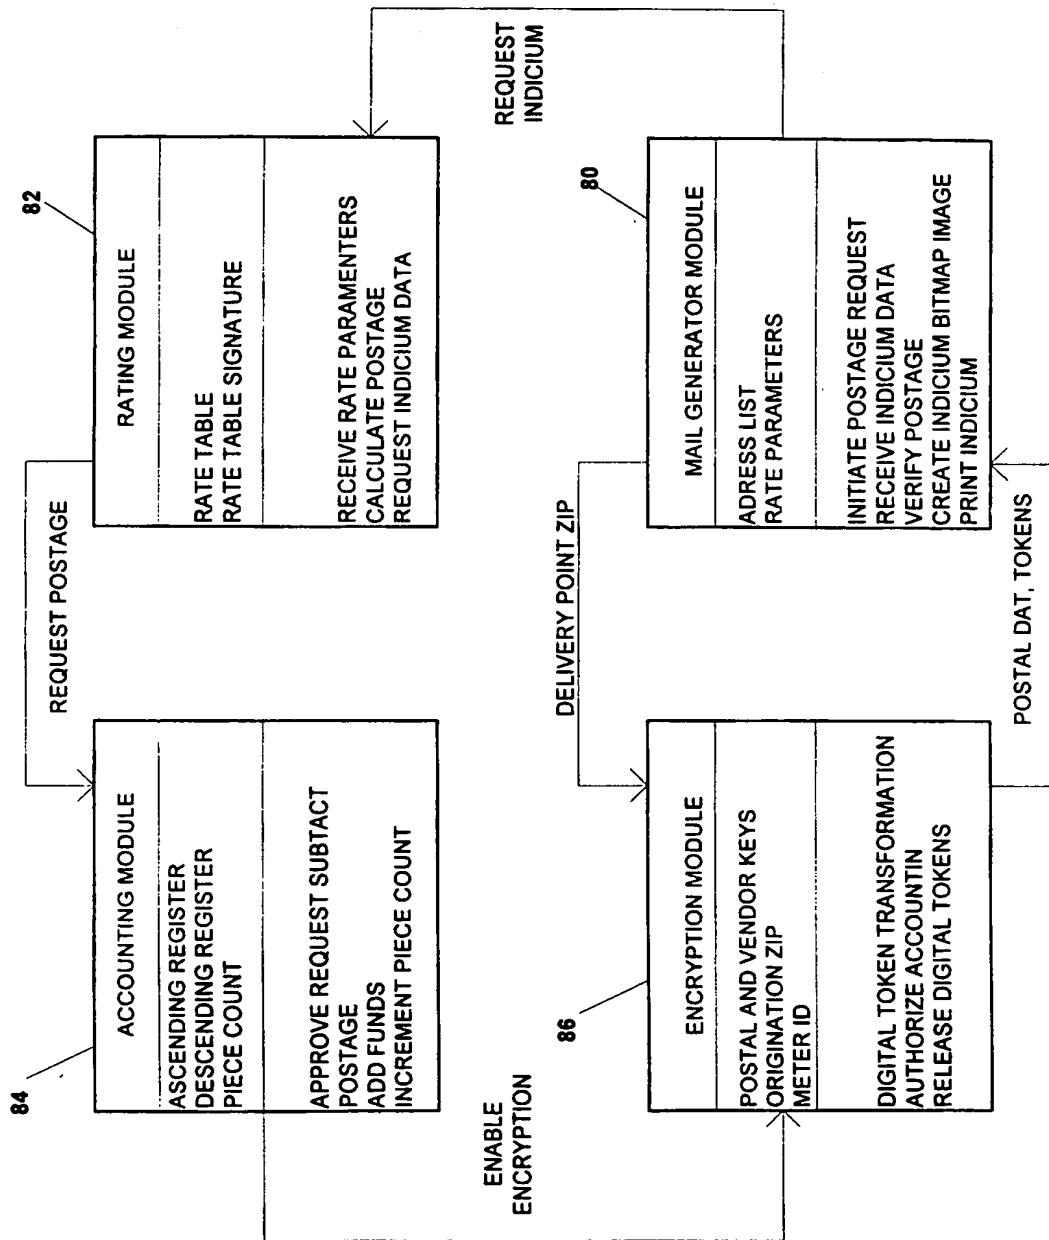 84
ACCOUNTING MODULE
ASCENDING REGISTER
DESCENDING REGISTER
PIECE COUNT
APPROVE REQUEST SUBTACT
POSTAGE
ADD FUNDS
INCREMENT PIECE COUNT
REQUEST POSTAGE
82
RATING MODULE
RATE TABLE
RATE TABLE SIGNATURE
RECEIVE RATE PARAMENTERS
CALCULATE POSTAGE
REQUEST INDICIUM DATA
ENABLE
ENCRYPTION
REQUEST
INDICIUM
86
ENCRYPTION MODULE
POSTAL AND VENDOR KEYS
ORIGINATION ZIP
METER ID
DIGITAL TOKEN TRANSFORMATION
AUTHORIZE ACCOUNTIN
RELEASE DIGITAL TOKENS
DELIVERY POINT ZIP
80
MAIL GENERATOR MODULE
ADRESS LIST
RATE PARAMETERS
INITIATE POSTAGE REQUEST
RECEIVE INDICIUM DATA
VERIFY POSTAGE
CREATE INDICIUM BITMAP IMAGE
PRINT INDICIUM
POSTAL DAT, TOKENS